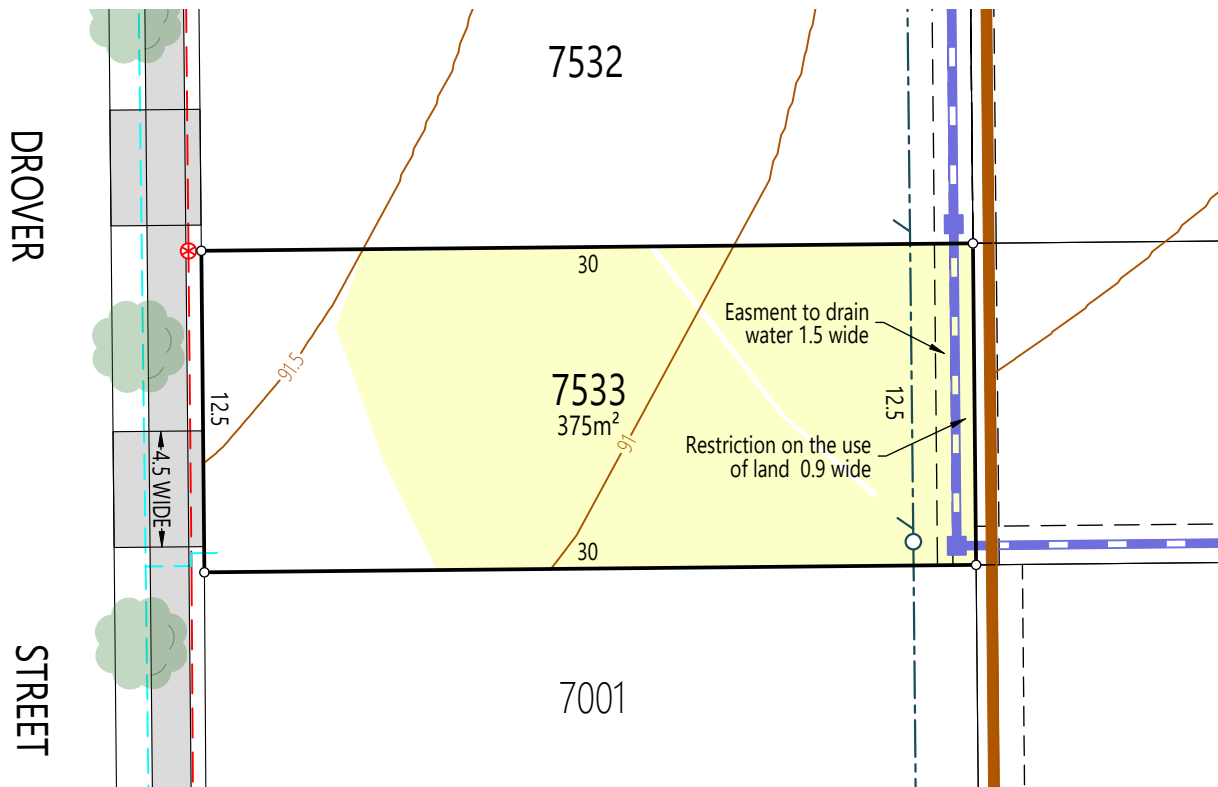 7532
DROVER
30
Easment to drain
water 1.5 wide
91.5
7533
375m²
12.5
12.5
91
Restriction on the use
of land 0.9 wide
4.5 WIDE
30
STREET
7001